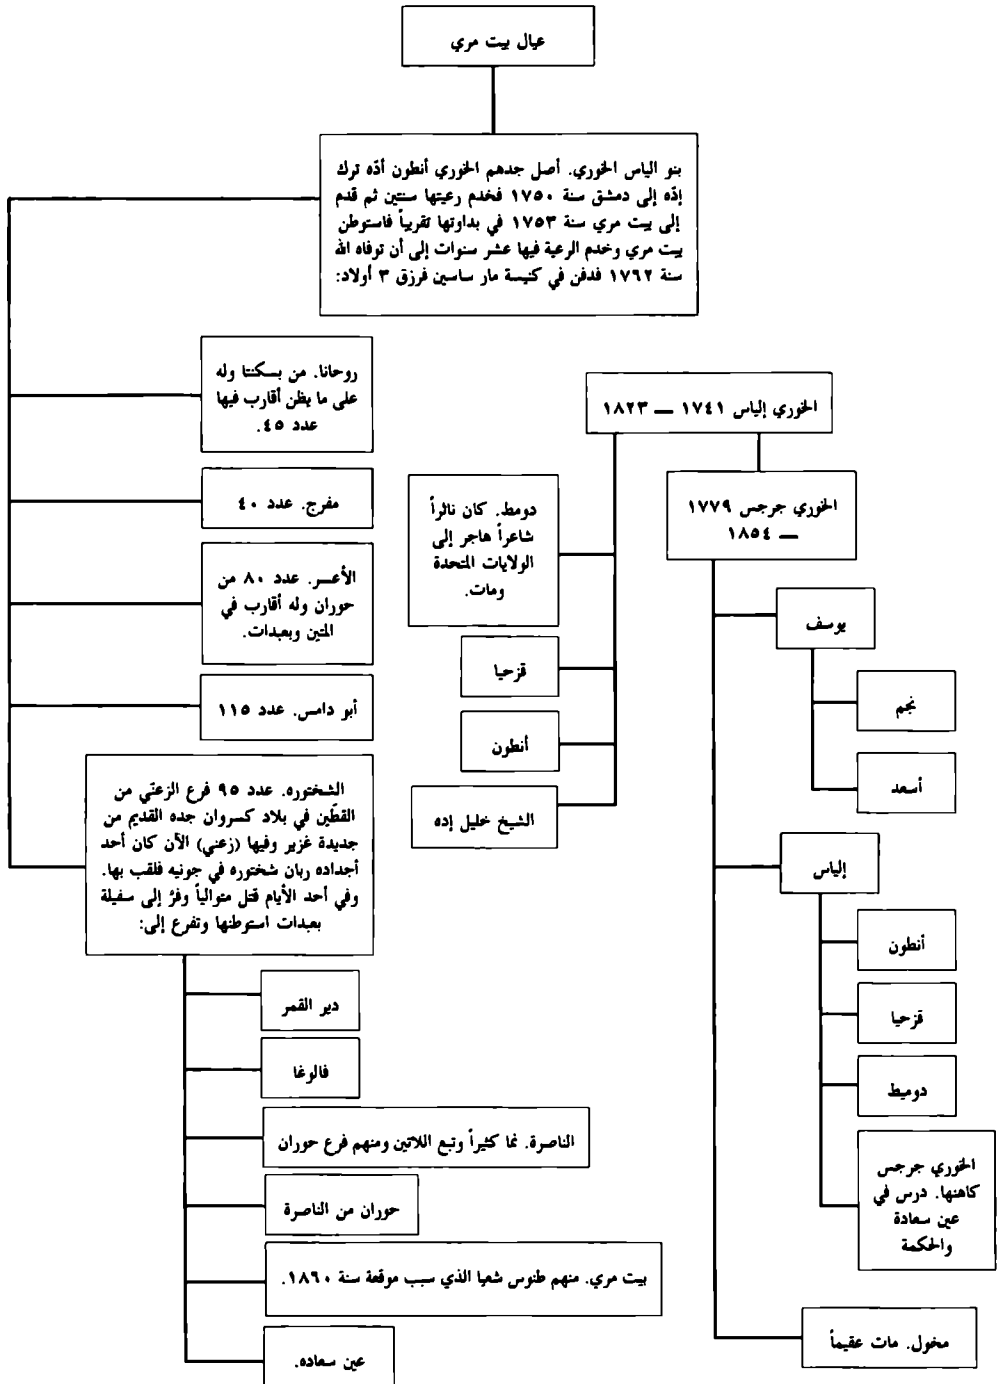 عيال بيت مري
بنو الياس الخوري. أصل جدهم الخوري أنطون أدّه ترك
إدّه إلى دمشق سنة ١٧٥٠ فخدم رعيتها سنتين ثم قدم
إلى بيت مري سنة ١٧٥٣ في بداوتها تقريباً فاستوطن
بيت مري وخدم الرعية فيها عشر سنوات إلى أن توفاه الله
سنة ١٧٦٢ فدفن في كنيسة مار ساسين فرزق ٣ أولاد:
الخوري إلياس ١٧٤١ — ١٨٢٣
الخوري جرجس ١٧٧٩
— ١٨٥٤
يوسف
نجم
أسعد
إلياس
أنطون
قزحيا
دوميط
الخوري جرجس
كاهنها. درس في
عين سعادة
والحكمة
مخول. مات عقيماً
دومط. كان ناثراً
شاعراً هاجر إلى
الولايات المتحدة
ومات.
قزحيا
أنطون
الشيخ خليل إده
روحانا. من بسكنتا وله
على ما يظن أقارب فيها
عدد ٤٥.
مفرج. عدد ٤٠
الأعسر. عدد ٨٠ من
حوران وله أقارب في
المتين وبعبدات.
أبو دامس. عدد ١١٥
الشختوره. عدد ٩٥ فرع الزعنّي من
القطّين في بلاد كسروان جده القديم من
جديدة غزير وفيها (زعني) الآن كان أحد
أجداده ربان شختوره في جونيه فلقب بها.
وفي أحد الأيام قتل متوالياً وفرّ إلى سفيلة
بعبدات استوطنها وتفرع إلى:
دير القمر
فالوغا
الناصرة. نما كثيراً وتبع اللاتين ومنهم فرع حوران
حوران من الناصرة
بيت مري. منهم طنوس شعيا الذي سبب موقعة سنة ١٨٦٠.
عين سعاده.